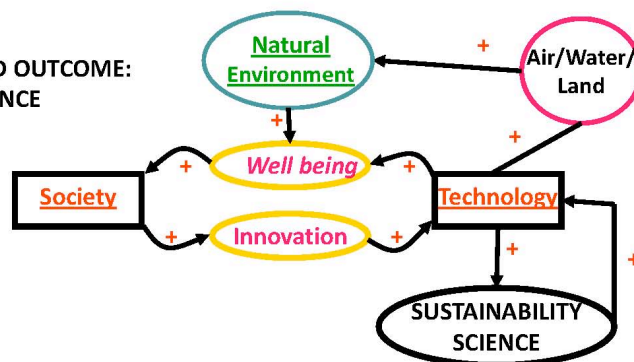 D OUTCOME:
NCE
Natural
Environment
+
Air/Water/
Land
+
+
+
Well being
+
Society
Technology
+
Innovation
+
+
+
SUSTAINABILITY
SCIENCE